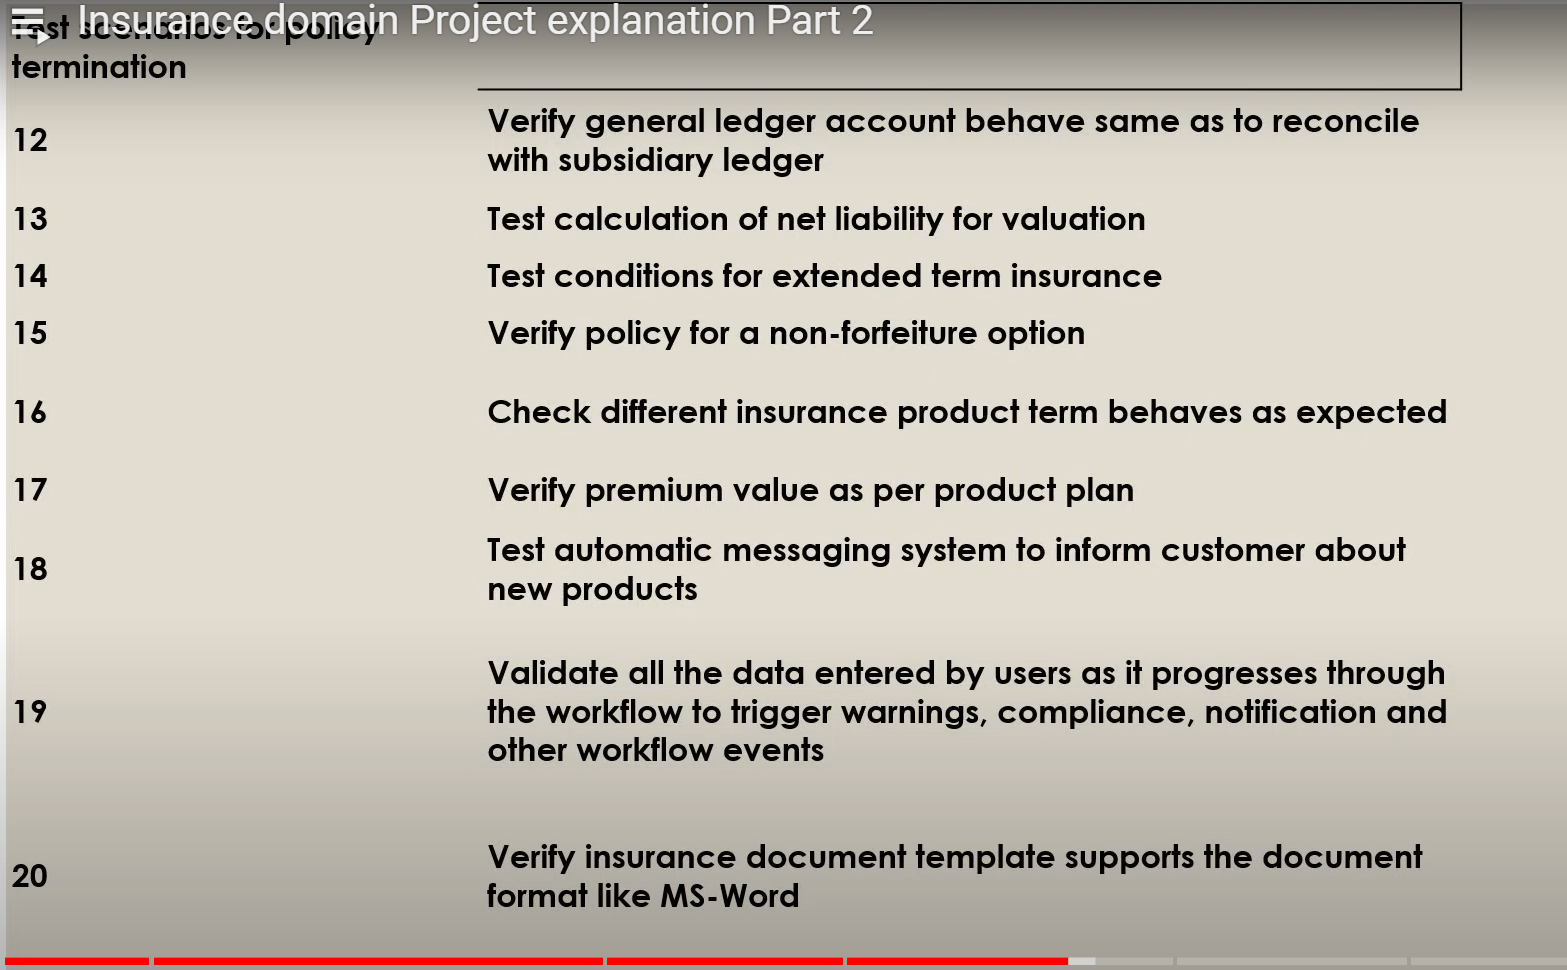 Insurance domain Project explanation Part 2
Test scenarios for policy
termination
12
Verify general ledger account behave same as to reconcile
with subsidiary ledger
13
Test calculation of net liability for valuation
14
Test conditions for extended term insurance
15
Verify policy for a non-forfeiture option
16
Check different insurance product term behaves as expected
17
Verify premium value as per product plan
18
Test automatic messaging system to inform customer about
new products
19
Validate all the data entered by users as it progresses through
the workflow to trigger warnings, compliance, notification and
other workflow events
20
Verify insurance document template supports the document
format like MS-Word